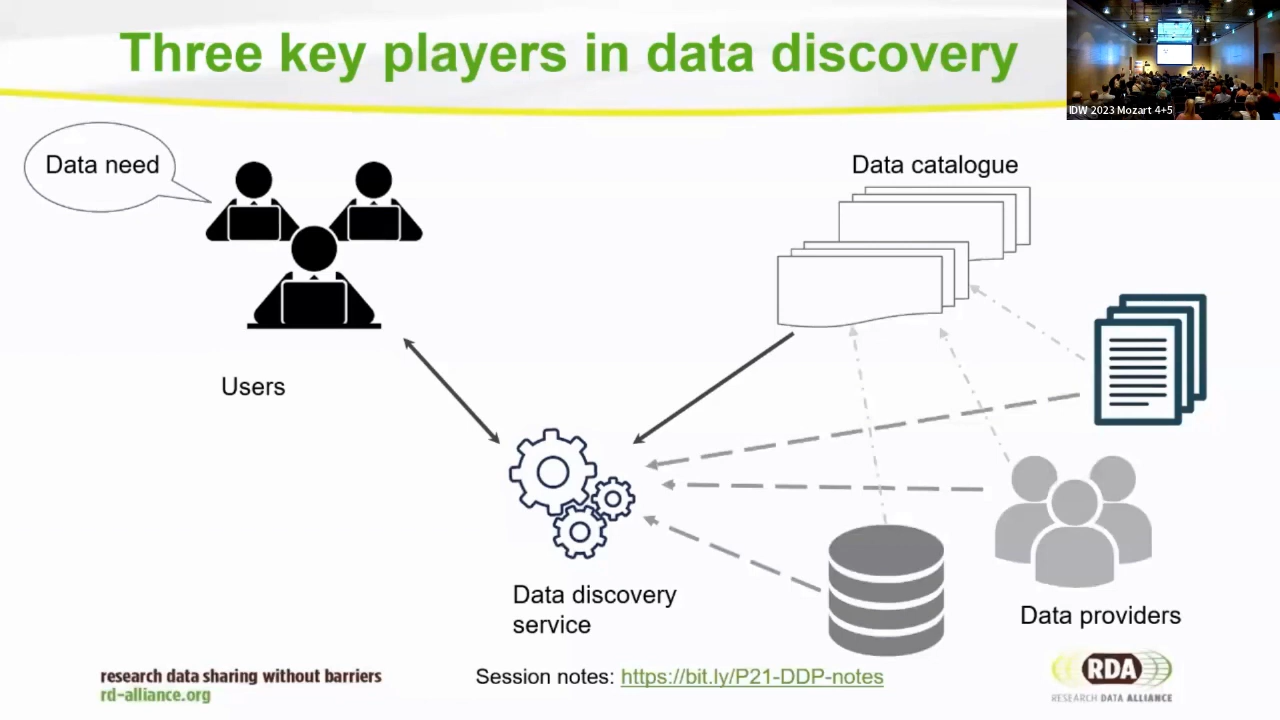 Three key players in data discovery
IDW 2023 Mozart 4+5
Data need
Data catalogue
Users
Data discovery
service
Data providers
research data sharing without barriers
rd-alliance.org
Session notes: https://bit.ly/P21-DDP-notes
RDA
RESEARCH DATA ALLIANCE